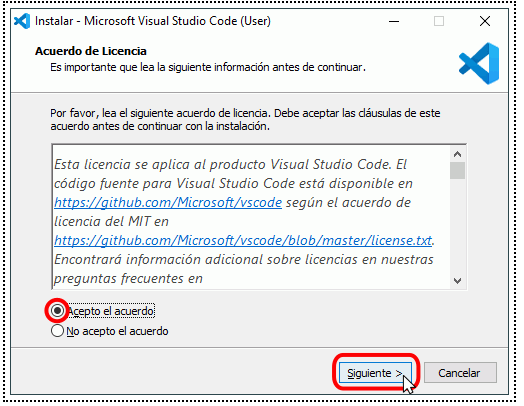 Instalar - Microsoft Visual Studio Code (User)
Acuerdo de Licencia
Es importante que lea la siguiente información antes de continuar.
Por favor, lea el siguiente acuerdo de licencia. Debe aceptar las cláusulas de este
acuerdo antes de continuar con la instalación.
Esta licencia se aplica al producto Visual Studio Code. El
código fuente para Visual Studio Code está disponible en
https://github.com/Microsoft/vscode según el acuerdo de
licencia del MIT en
https://github.com/Microsoft/vscode/blob/master/license.txt.
Encontrará información adicional sobre licencias en nuestras
preguntas frecuentes en
Acepto el acuerdo
No acepto el acuerdo
Siguiente >
Cancelar